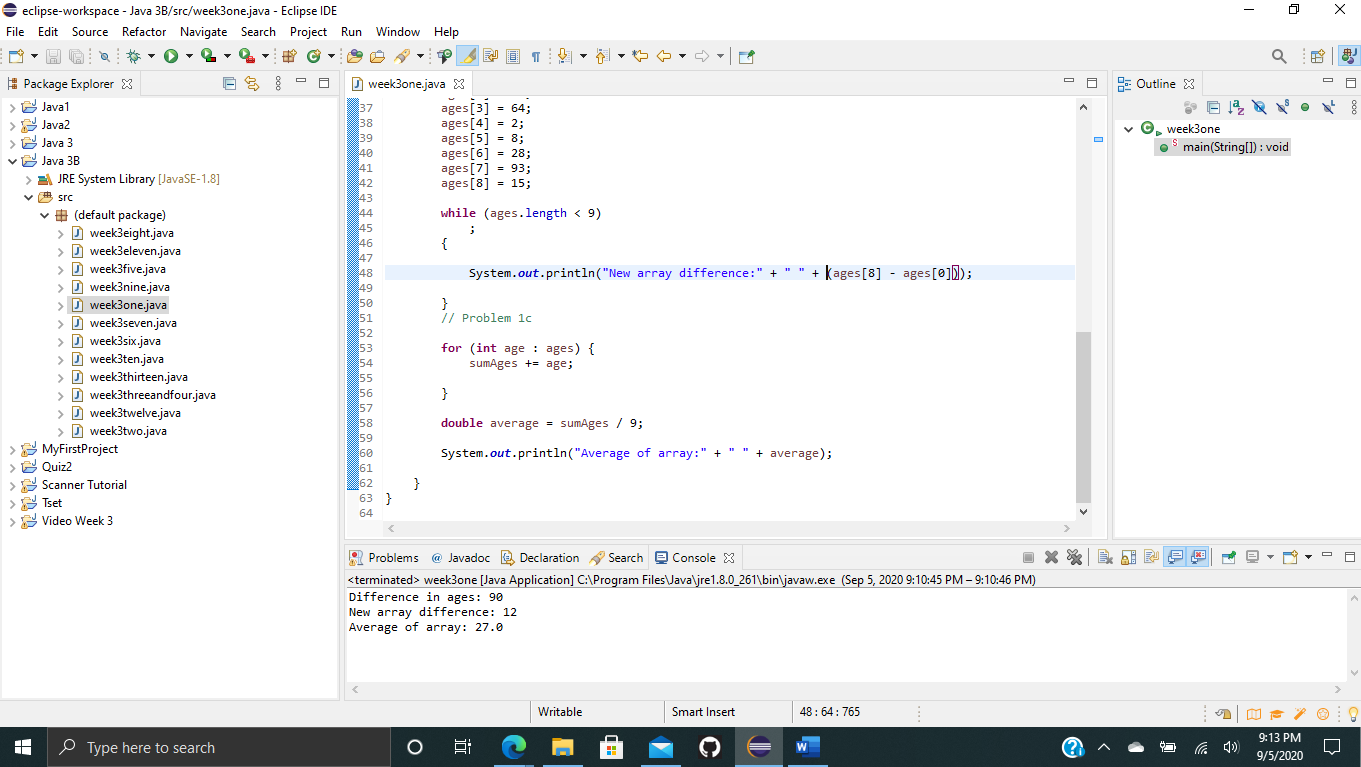 eclipse-workspace - Java 3B/src/week3one.java - Eclipse IDE
File Edit Source Refactor Navigate Search Project Run Window Help
Package Explorer
Java1
Java2
Java 3
Java 3B
JRE System Library [JavaSE-1.8]
src
(default package)
week3eight.java
week3eleven.java
week3five.java
week3nine.java
week3one.java
week3seven.java
week3six.java
week3ten.java
week3thirteen.java
week3threeandfour.java
week3twelve.java
week3two.java
MyFirstProject
Quiz2
Scanner Tutorial
Tset
Video Week 3
week3one.java
37 ages[3] = 64;
38 ages[4] = 2;
39 ages[5] = 8;
40 ages[6] = 28;
41 ages[7] = 93;
42 ages[8] = 15;
43
44 while (ages.length < 9)
45 ;
46 {
47
48 System.out.println("New array difference:" + " " + (ages[8] - ages[0]));
49
50 }
51 // Problem 1c
52
53 for (int age : ages) {
54 sumAges += age;
55
56 }
57
58 double average = sumAges / 9;
59
60 System.out.println("Average of array:" + " " + average);
61
62 }
63 }
64
Outline
week3one
main(String[]) : void
Problems @ Javadoc Declaration Search Console
<terminated> week3one [Java Application] C:\Program Files\Java\jre1.8.0_261\bin\javaw.exe (Sep 5, 2020 9:10:45 PM – 9:10:46 PM)
Difference in ages: 90
New array difference: 12
Average of array: 27.0
Writable Smart Insert 48 : 64 : 765
Type here to search
9:13 PM
9/5/2020